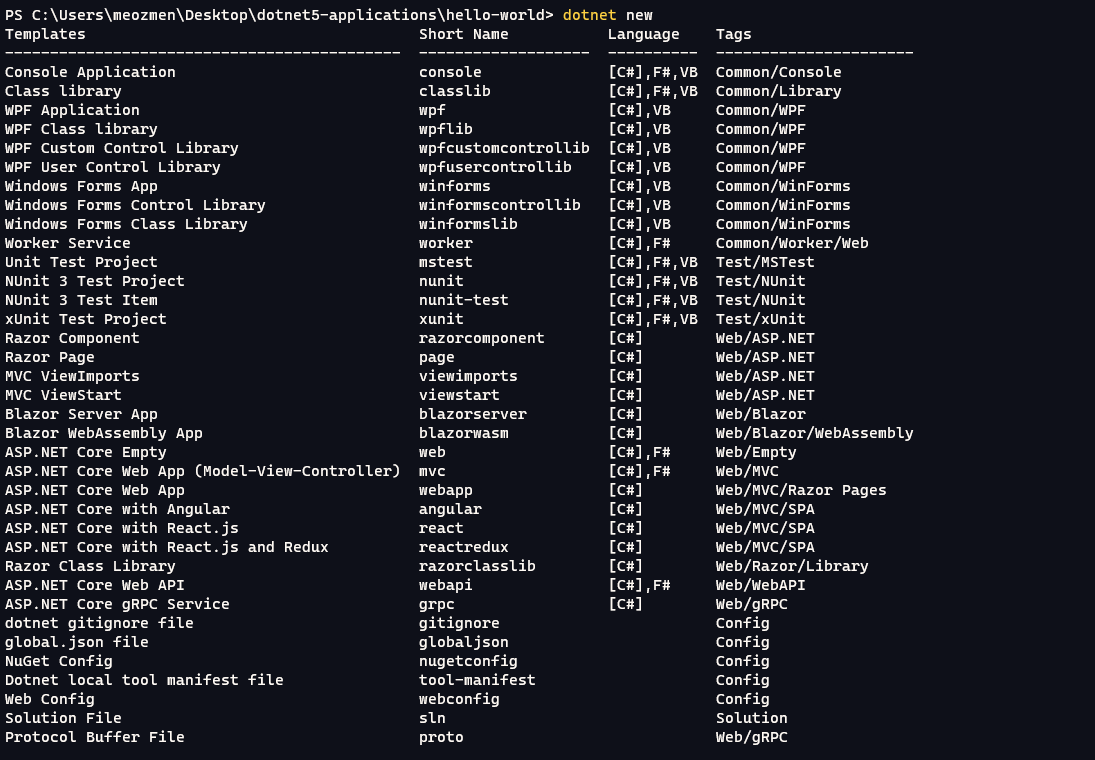 PS C:\Users\meozmen\Desktop\dotnet5-applications\hello-world> dotnet new
Templates                                     Short Name           Language    Tags
--------------------------------------------  -------------------  ----------  ----------------------
Console Application                           console              [C#],F#,VB  Common/Console
Class library                                 classlib             [C#],F#,VB  Common/Library
WPF Application                               wpf                  [C#],VB     Common/WPF
WPF Class library                             wpflib               [C#],VB     Common/WPF
WPF Custom Control Library                    wpfcustomcontrollib  [C#],VB     Common/WPF
WPF User Control Library                      wpfusercontrollib    [C#],VB     Common/WPF
Windows Forms App                             winforms             [C#],VB     Common/WinForms
Windows Forms Control Library                 winformscontrollib   [C#],VB     Common/WinForms
Windows Forms Class Library                   winformslib          [C#],VB     Common/WinForms
Worker Service                                worker               [C#],F#     Common/Worker/Web
Unit Test Project                             mstest               [C#],F#,VB  Test/MSTest
NUnit 3 Test Project                          nunit                [C#],F#,VB  Test/NUnit
NUnit 3 Test Item                             nunit-test           [C#],F#,VB  Test/NUnit
xUnit Test Project                            xunit                [C#],F#,VB  Test/xUnit
Razor Component                               razorcomponent       [C#]        Web/ASP.NET
Razor Page                                    page                 [C#]        Web/ASP.NET
MVC ViewImports                               viewimports          [C#]        Web/ASP.NET
MVC ViewStart                                 viewstart            [C#]        Web/ASP.NET
Blazor Server App                             blazorserver         [C#]        Web/Blazor
Blazor WebAssembly App                        blazorwasm           [C#]        Web/Blazor/WebAssembly
ASP.NET Core Empty                            web                  [C#],F#     Web/Empty
ASP.NET Core Web App (Model-View-Controller)  mvc                  [C#],F#     Web/MVC
ASP.NET Core Web App                          webapp               [C#]        Web/MVC/Razor Pages
ASP.NET Core with Angular                     angular              [C#]        Web/MVC/SPA
ASP.NET Core with React.js                    react                [C#]        Web/MVC/SPA
ASP.NET Core with React.js and Redux          reactredux           [C#]        Web/MVC/SPA
Razor Class Library                           razorclasslib        [C#]        Web/Razor/Library
ASP.NET Core Web API                          webapi               [C#],F#     Web/WebAPI
ASP.NET Core gRPC Service                     grpc                 [C#]        Web/gRPC
dotnet gitignore file                         gitignore                        Config
global.json file                              globaljson                       Config
NuGet Config                                  nugetconfig                      Config
Dotnet local tool manifest file               tool-manifest                    Config
Web Config                                    webconfig                        Config
Solution File                                 sln                              Solution
Protocol Buffer File                          proto                            Web/gRPC